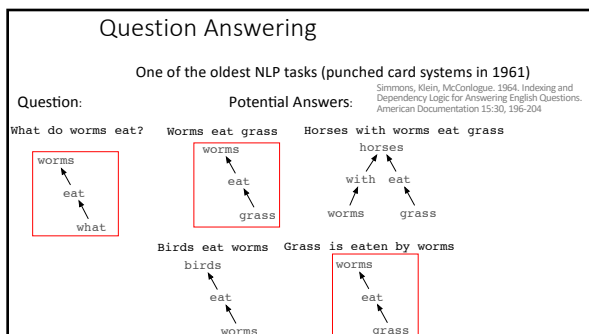 Question Answering
One of the oldest NLP tasks (punched card systems in 1961)
Simmons, Klein, McConlogue. 1964. Indexing and
Dependency Logic for Answering English Questions.
American Documentation 15:30, 196-204
Question:
Potential Answers:
What do worms eat?
worms
eat
what
Worms eat grass
worms
eat
grass
Horses with worms eat grass
horses
with eat
worms grass
Birds eat worms
birds
eat
worms
Grass is eaten by worms
worms
eat
grass